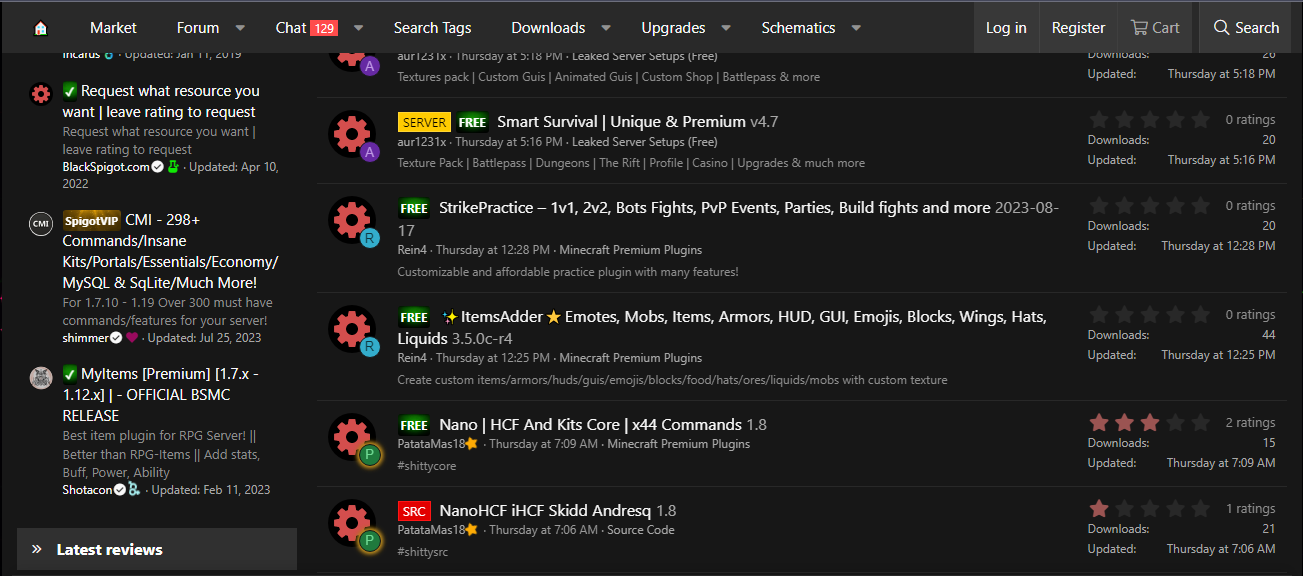 Market Forum Chat 129 Search Tags Downloads Upgrades Schematics Log in Register Cart Search
Incarus · Updated: Jan 11, 2019
Request what resource you
want | leave rating to request
Request what resource you want |
leave rating to request
BlackSpigot.com · Updated: Apr 10,
2022
CMI
SpigotVIP CMI - 298+
Commands/Insane
Kits/Portals/Essentials/Economy/
MySQL & SqLite/Much More!
For 1.7.10 - 1.19 Over 300 must have
commands/features for your server!
shimmer · Updated: Jul 25, 2023
MyItems [Premium] [1.7.x -
1.12.x] | - OFFICIAL BSMC
RELEASE
Best item plugin for RPG Server! ||
Better than RPG-Items || Add stats,
Buff, Power, Ability
Shotacon · Updated: Feb 11, 2023
» Latest reviews
A
aur1231x · Thursday at 5:18 PM · Leaked Server Setups (Free)
Textures pack | Custom Guis | Animated Guis | Custom Shop | Battlepass & more
Downloads: 26
Updated: Thursday at 5:18 PM
A
SERVER FREE Smart Survival | Unique & Premium v4.7
aur1231x · Thursday at 5:16 PM · Leaked Server Setups (Free)
Texture Pack | Battlepass | Dungeons | The Rift | Profile | Casino | Upgrades & much more
0 ratings
Downloads: 20
Updated: Thursday at 5:16 PM
R
FREE StrikePractice – 1v1, 2v2, Bots Fights, PvP Events, Parties, Build fights and more 2023-08-
17
Rein4 · Thursday at 12:28 PM · Minecraft Premium Plugins
Customizable and affordable practice plugin with many features!
0 ratings
Downloads: 20
Updated: Thursday at 12:28 PM
R
FREE ✨ItemsAdder⭐Emotes, Mobs, Items, Armors, HUD, GUI, Emojis, Blocks, Wings, Hats,
Liquids 3.5.0c-r4
Rein4 · Thursday at 12:25 PM · Minecraft Premium Plugins
Create custom items/armors/huds/guis/emojis/blocks/food/hats/ores/liquids/mobs with custom texture
0 ratings
Downloads: 44
Updated: Thursday at 12:25 PM
P
FREE Nano | HCF And Kits Core | x44 Commands 1.8
PatataMas18 · Thursday at 7:09 AM · Minecraft Premium Plugins
#shittycore
2 ratings
Downloads: 15
Updated: Thursday at 7:09 AM
P
SRC NanoHCF iHCF Skidd Andresq 1.8
PatataMas18 · Thursday at 7:06 AM · Source Code
#shittysrc
1 ratings
Downloads: 21
Updated: Thursday at 7:06 AM